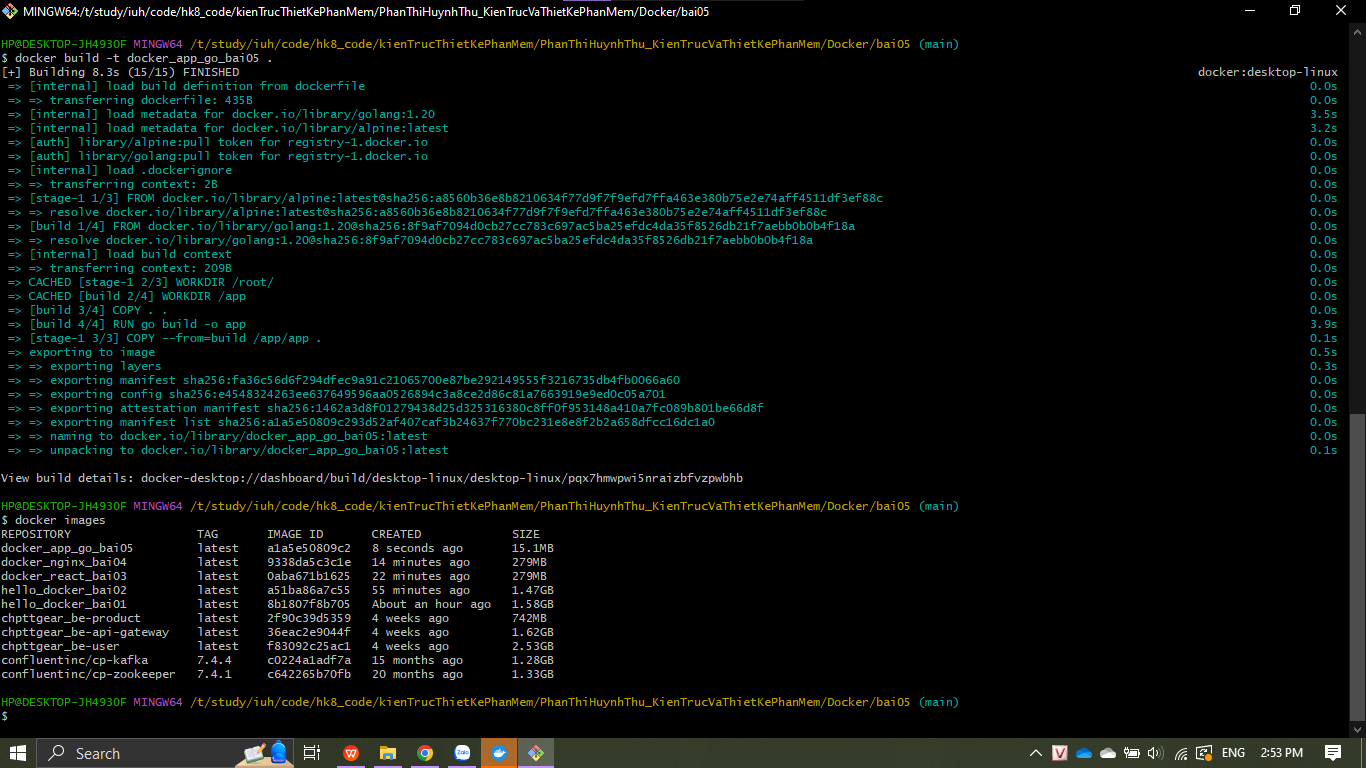 MINGW64:/t/study/iuh/code/hk8_code/kienTrucThietKePhanMem/PhanThiHuynhThu_KienTrucVaThietKePhanMem/Docker/bai05
HP@DESKTOP-JH493OF MINGW64 /t/study/iuh/code/hk8_code/kienTrucThietKePhanMem/PhanThiHuynhThu_KienTrucVaThietKePhanMem/Docker/bai05 (main)
$ docker build -t docker_app_go_bai05 .
[+] Building 8.3s (15/15) FINISHED docker:desktop-linux
=> [internal] load build definition from dockerfile 0.0s
=> => transferring dockerfile: 435B 0.0s
=> [internal] load metadata for docker.io/library/golang:1.20 3.5s
=> [internal] load metadata for docker.io/library/alpine:latest 3.2s
=> [auth] library/alpine:pull token for registry-1.docker.io 0.0s
=> [auth] library/golang:pull token for registry-1.docker.io 0.0s
=> [internal] load .dockerignore 0.0s
=> => transferring context: 2B 0.0s
=> [stage-1 1/3] FROM docker.io/library/alpine:latest@sha256:a8560b36e8b8210634f77d9f7f9efd7ffa463e380b75e2e74aff4511df3ef88c 0.0s
=> => resolve docker.io/library/alpine:latest@sha256:a8560b36e8b8210634f77d9f7f9efd7ffa463e380b75e2e74aff4511df3ef88c 0.0s
=> [build 1/4] FROM docker.io/library/golang:1.20@sha256:8f9af7094d0cb27cc783c697ac5ba25efdc4da35f8526db21f7aebb0b0b4f18a 0.0s
=> => resolve docker.io/library/golang:1.20@sha256:8f9af7094d0cb27cc783c697ac5ba25efdc4da35f8526db21f7aebb0b0b4f18a 0.0s
=> [internal] load build context 0.0s
=> => transferring context: 209B 0.0s
=> CACHED [stage-1 2/3] WORKDIR /root/ 0.0s
=> CACHED [build 2/4] WORKDIR /app 0.0s
=> [build 3/4] COPY . . 0.0s
=> [build 4/4] RUN go build -o app 3.9s
=> [stage-1 3/3] COPY --from=build /app/app . 0.1s
=> exporting to image 0.5s
=> => exporting layers 0.3s
=> => exporting manifest sha256:fa36c56d6f294dfec9a91c21065700e87be292149555f3216735db4fb0066a60 0.0s
=> => exporting config sha256:e4548324263ee637649596aa0526894c3a8ce2d86c81a7663919e9ed0c05a701 0.0s
=> => exporting attestation manifest sha256:1462a3d8f01279438d25d325316380c8ff0f953148a410a7fc089b801be66d8f 0.0s
=> => exporting manifest list sha256:a1a5e50809c293d52af407caf3b24637f770bc231e8e8f2b2a658dfcc16dc1a0 0.0s
=> => naming to docker.io/library/docker_app_go_bai05:latest 0.0s
=> => unpacking to docker.io/library/docker_app_go_bai05:latest 0.1s
View build details: docker-desktop://dashboard/build/desktop-linux/desktop-linux/pqx7hmwpwi5nraizbfvzpwbhb
HP@DESKTOP-JH493OF MINGW64 /t/study/iuh/code/hk8_code/kienTrucThietKePhanMem/PhanThiHuynhThu_KienTrucVaThietKePhanMem/Docker/bai05 (main)
$ docker images
REPOSITORY TAG IMAGE ID CREATED SIZE
docker_app_go_bai05 latest a1a5e50809c2 8 seconds ago 15.1MB
docker_nginx_bai04 latest 9338da5c3c1e 14 minutes ago 279MB
docker_react_bai03 latest 0aba671b1625 22 minutes ago 279MB
hello_docker_bai02 latest a51ba86a7c55 55 minutes ago 1.47GB
hello_docker_bai01 latest 8b1807f8b705 About an hour ago 1.58GB
chpttgear_be-product latest 2f90c39d5359 4 weeks ago 742MB
chpttgear_be-api-gateway latest 36eac2e9044f 4 weeks ago 1.62GB
chpttgear_be-user latest f83092c25ac1 4 weeks ago 2.53GB
confluentinc/cp-kafka 7.4.4 c0224a1adf7a 15 months ago 1.28GB
confluentinc/cp-zookeeper 7.4.1 c642265b70fb 20 months ago 1.33GB
HP@DESKTOP-JH493OF MINGW64 /t/study/iuh/code/hk8_code/kienTrucThietKePhanMem/PhanThiHuynhThu_KienTrucVaThietKePhanMem/Docker/bai05 (main)
$
Search Zalo ENG 2:53 PM